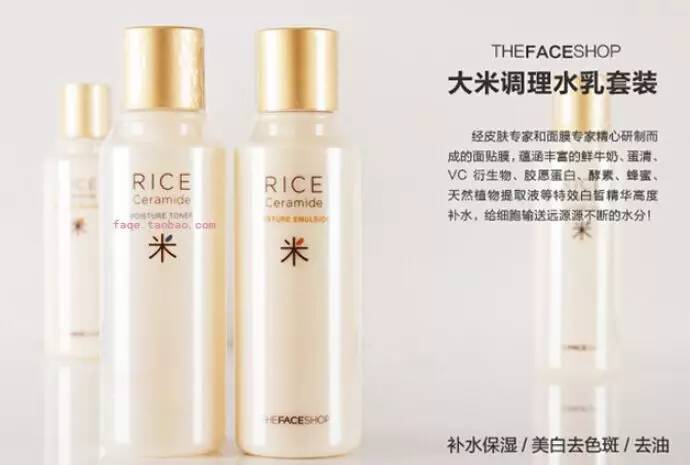 THEFACESHOP
大米调理水乳套装
经皮肤专家和面膜专家精心研制而
成的面贴膜,蕴涵丰富的鲜牛奶、蛋清、
VC 衍生物、胶愿蛋白、酵素、蜂蜜、
天然植物提取液等特效白皙精华高度
补水,给细胞输送远源源不断的水分!
RICE
Ceramide
MOISTURE TONER
faqe.taobao.com
米
THEFACESHOP
RICE
Ceramide
MOISTURE EMULSION
米
THEFACESHOP
补水保湿 / 美白去色斑 / 去油